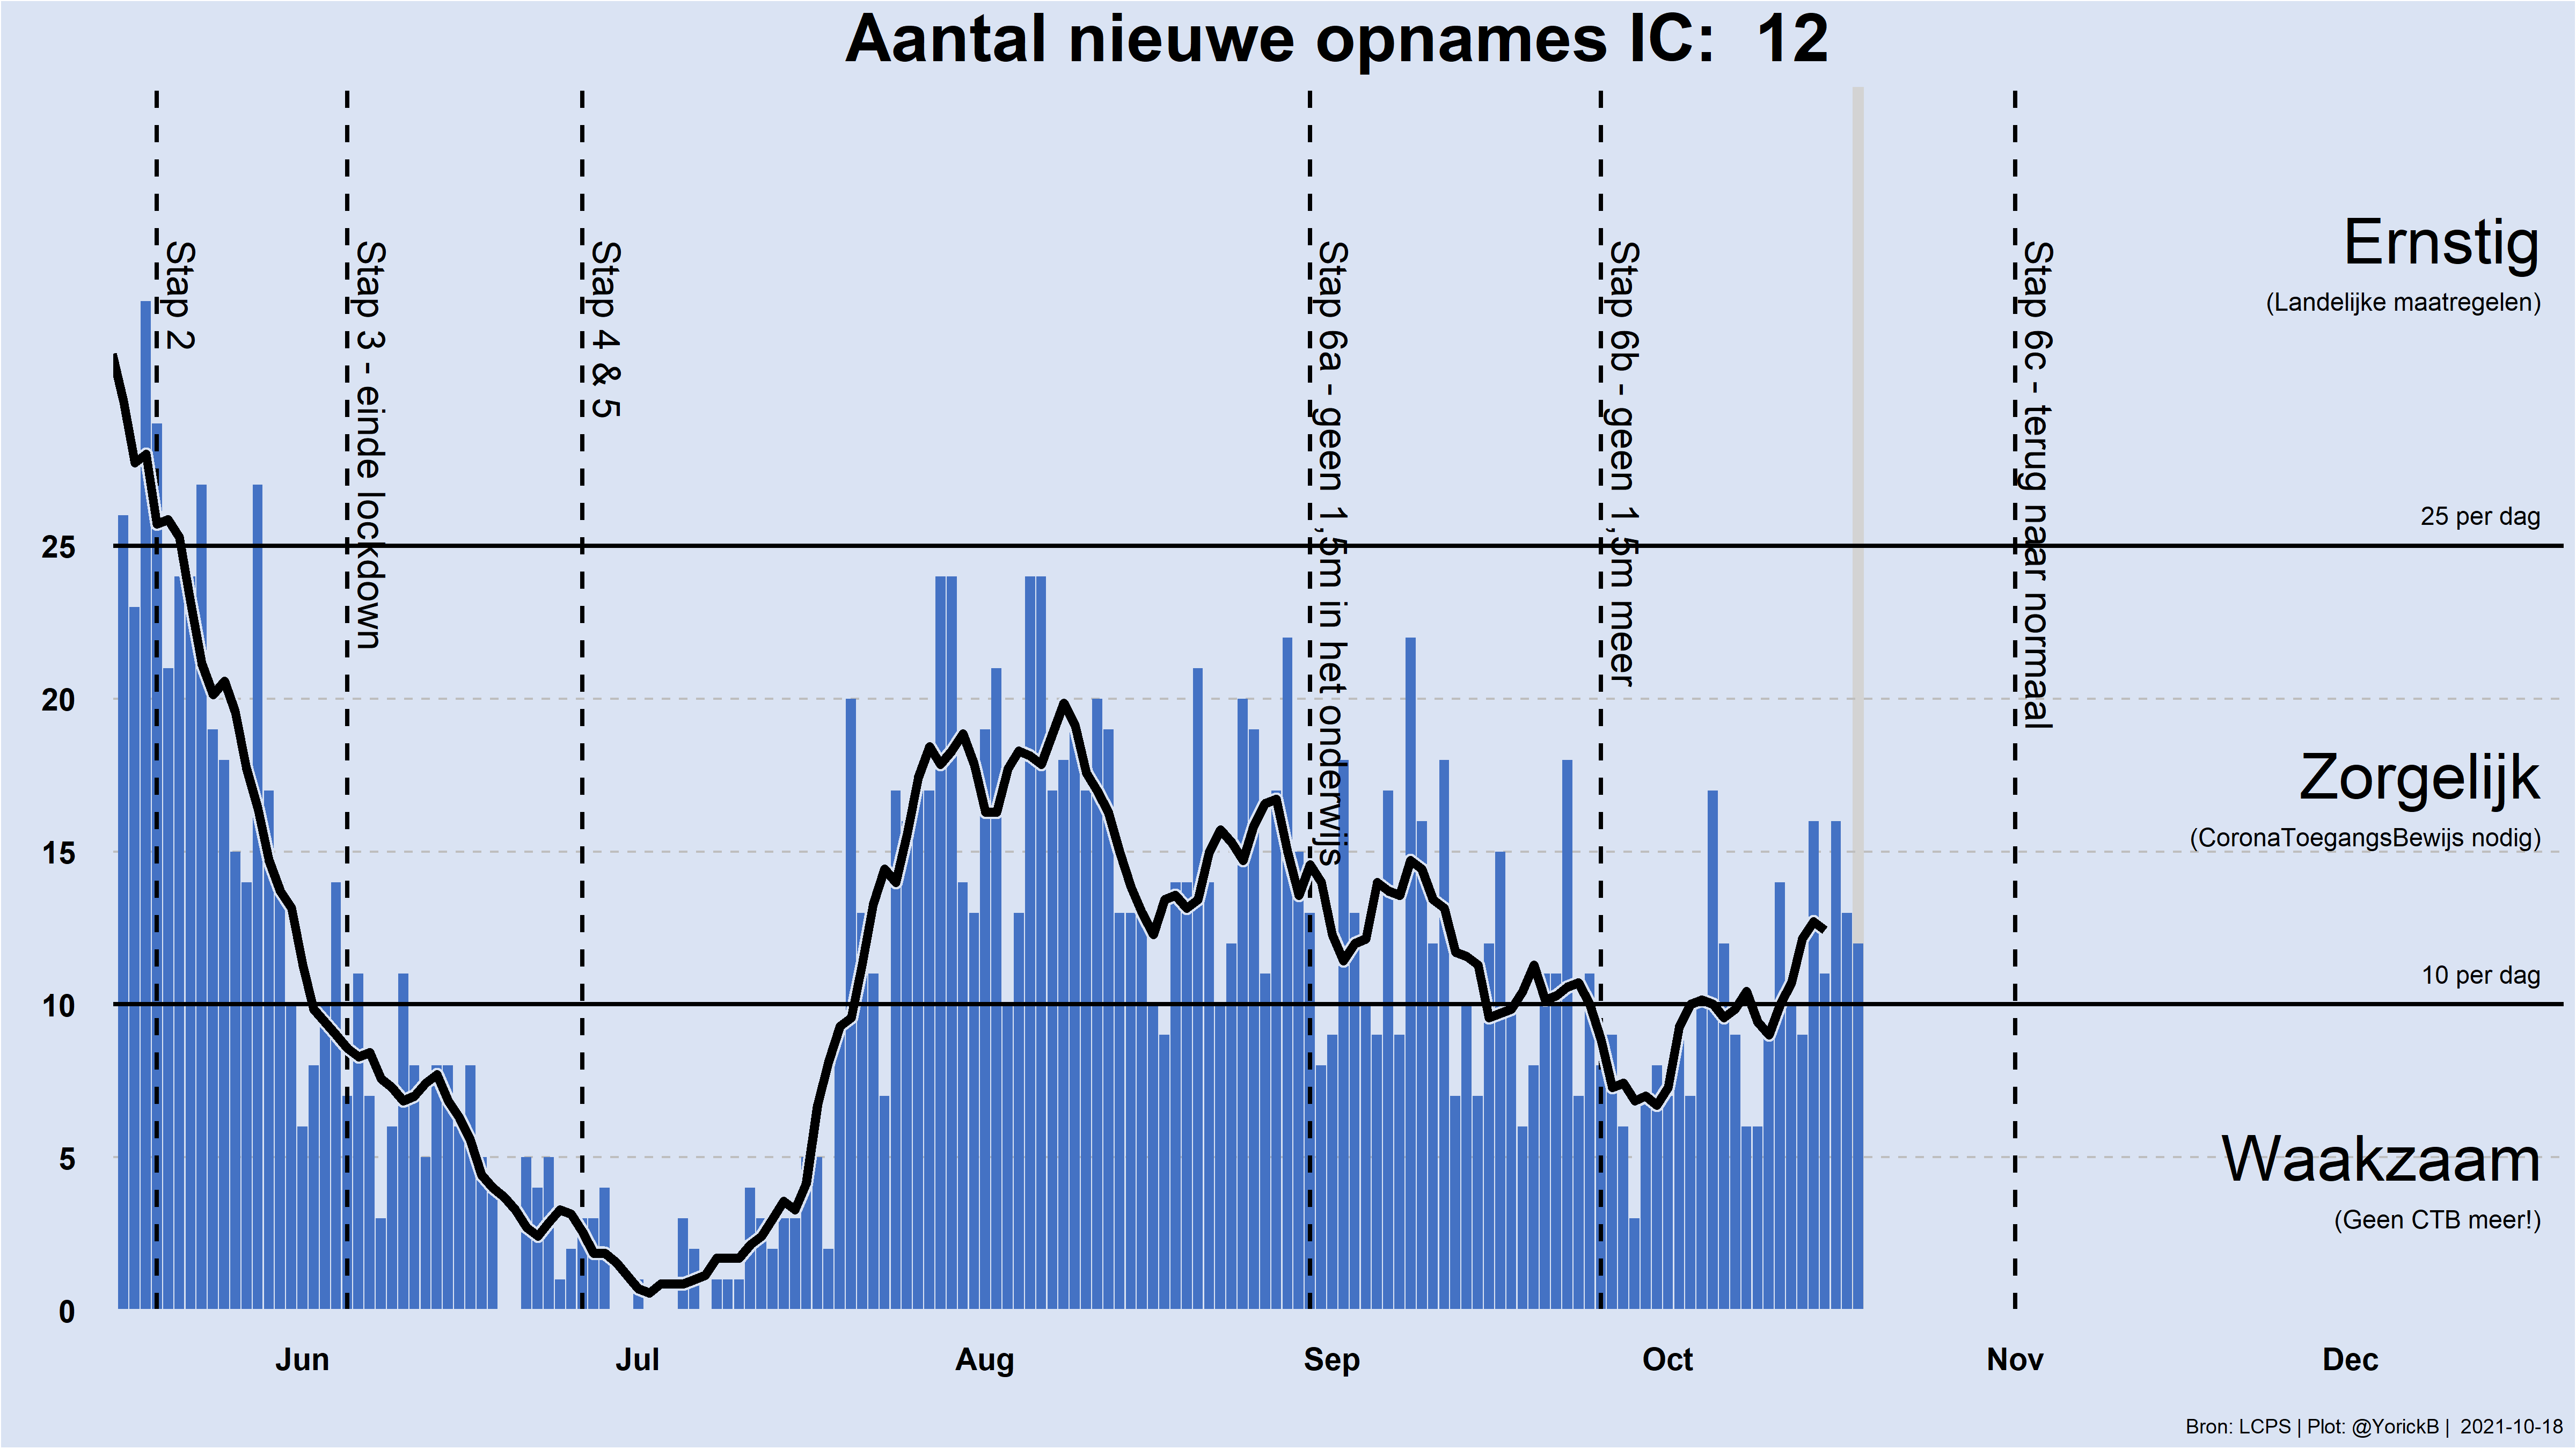 Aantal nieuwe opnames IC:  12
Stap 2
Stap 3 - einde lockdown
Stap 4 & 5
Stap 6a - geen 1,5m in het onderwijs
Stap 6b - geen 1,5m meer
Stap 6c - terug naar normaal
Ernstig
(Landelijke maatregelen)
25 per dag
25
20
Zorgelijk
(CoronaToegangsBewijs nodig)
15
10 per dag
10
Waakzaam
5
(Geen CTB meer!)
0
Jun Jul Aug Sep Oct Nov Dec
Bron: LCPS | Plot: @YorickB |  2021-10-18